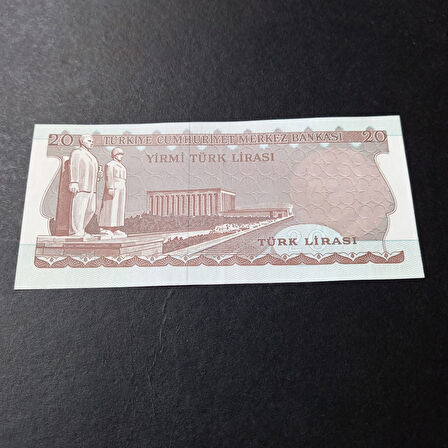 20 TÜRKİYE CUMHURİYET MERKEZ BANKASI 20
YİRMİ TÜRK LİRASI
TÜRK LİRASI